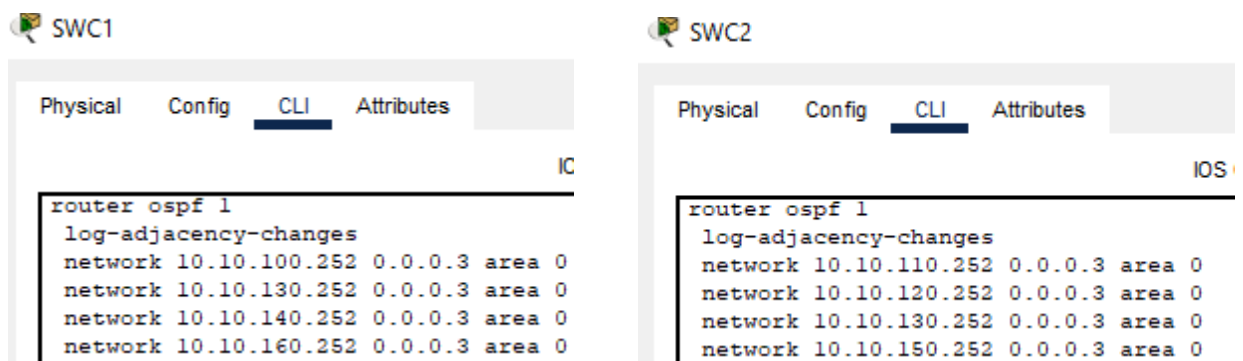 SWC1
Physical Config CLI Attributes
IO
router ospf 1
log-adjacency-changes
network 10.10.100.252 0.0.0.3 area 0
network 10.10.130.252 0.0.0.3 area 0
network 10.10.140.252 0.0.0.3 area 0
network 10.10.160.252 0.0.0.3 area 0
SWC2
Physical Config CLI Attributes
IOS
router ospf 1
log-adjacency-changes
network 10.10.110.252 0.0.0.3 area 0
network 10.10.120.252 0.0.0.3 area 0
network 10.10.130.252 0.0.0.3 area 0
network 10.10.150.252 0.0.0.3 area 0